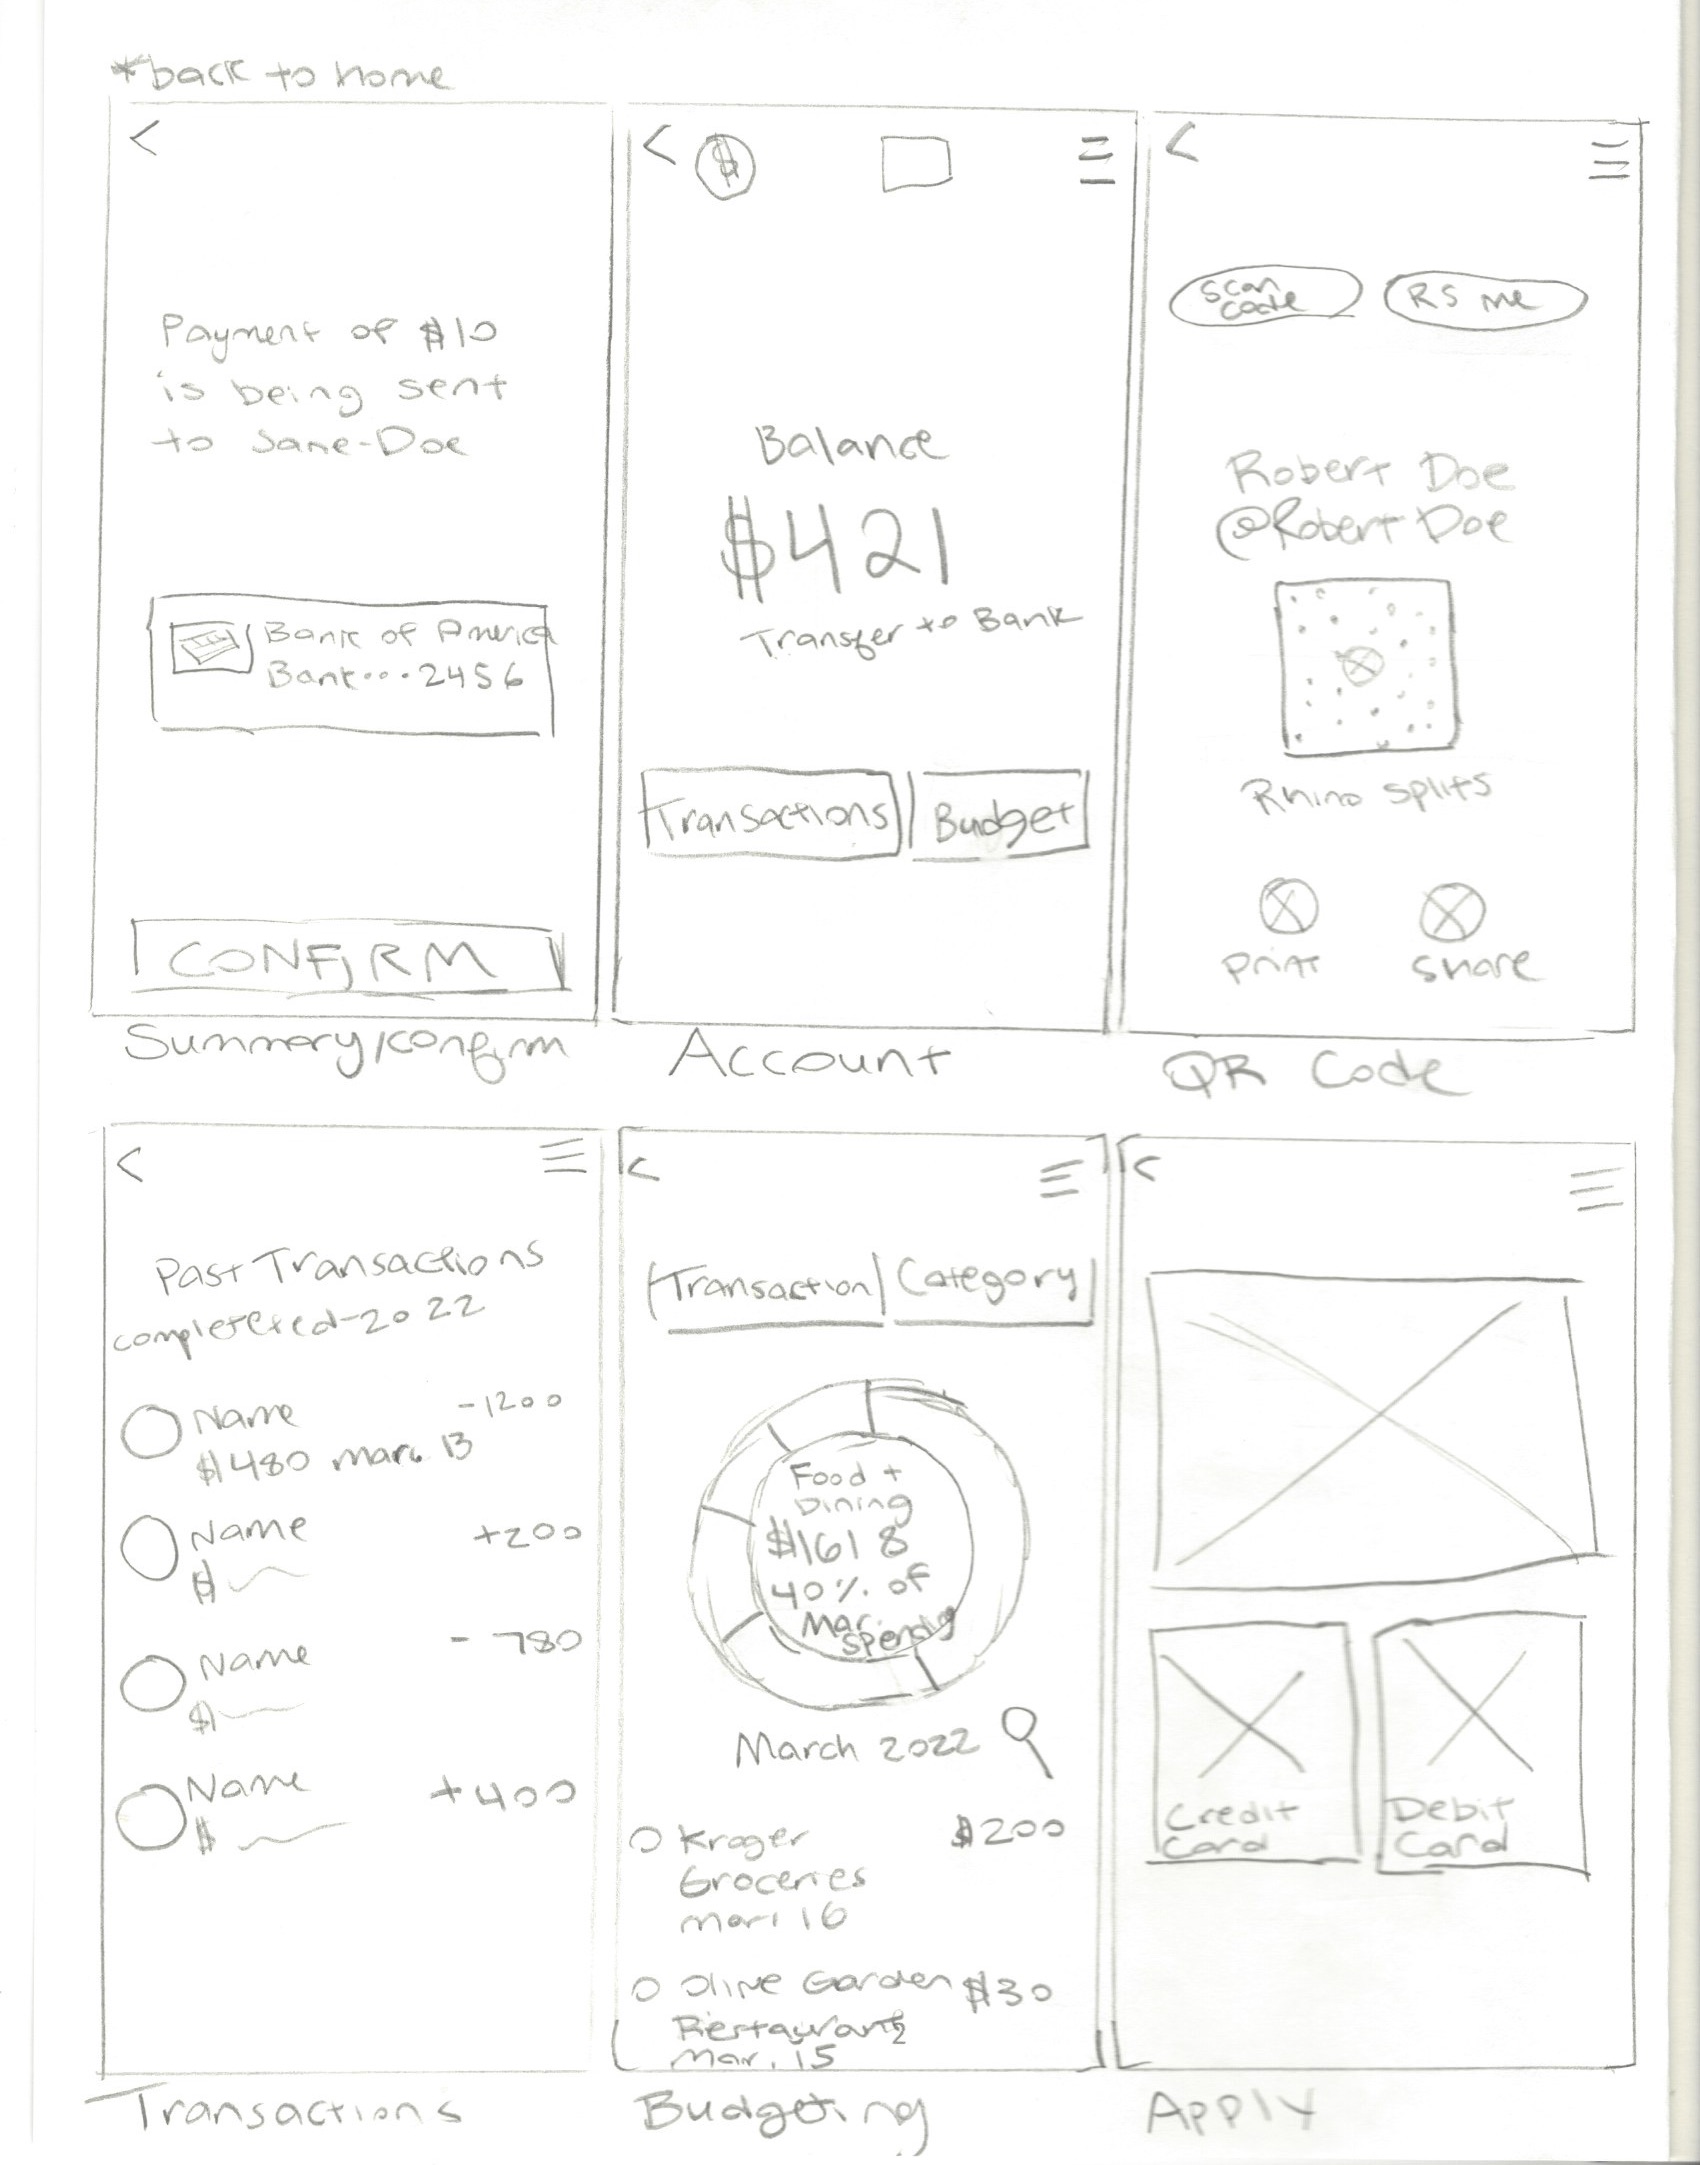 *back to home
<
Payment of $10
is being sent
to Jane-Doe
Bank of America
Bank...2456
CONFIRM
Summary/confirm
<
$
Balance
$421
Transfer to Bank
Transactions
Budget
Account
<
Scan
code
RS me
Robert Doe
@Robert Doe
Rhino splits
print
share
QR Code
<
Past Transactions
completeted-2022
Name -1200
$1480 mar. 13
Name +200
$
Name - 780
$
Name +400
$
Transactions
<
Transaction
Category
Food +
Dining
$1618
40% of
Mar.
spending
March 2022
Kroger $200
Groceries
mar. 16
Olive Garden $30
Mar. 15
Budgeting
<
Credit
Card
Debit
Card
Apply